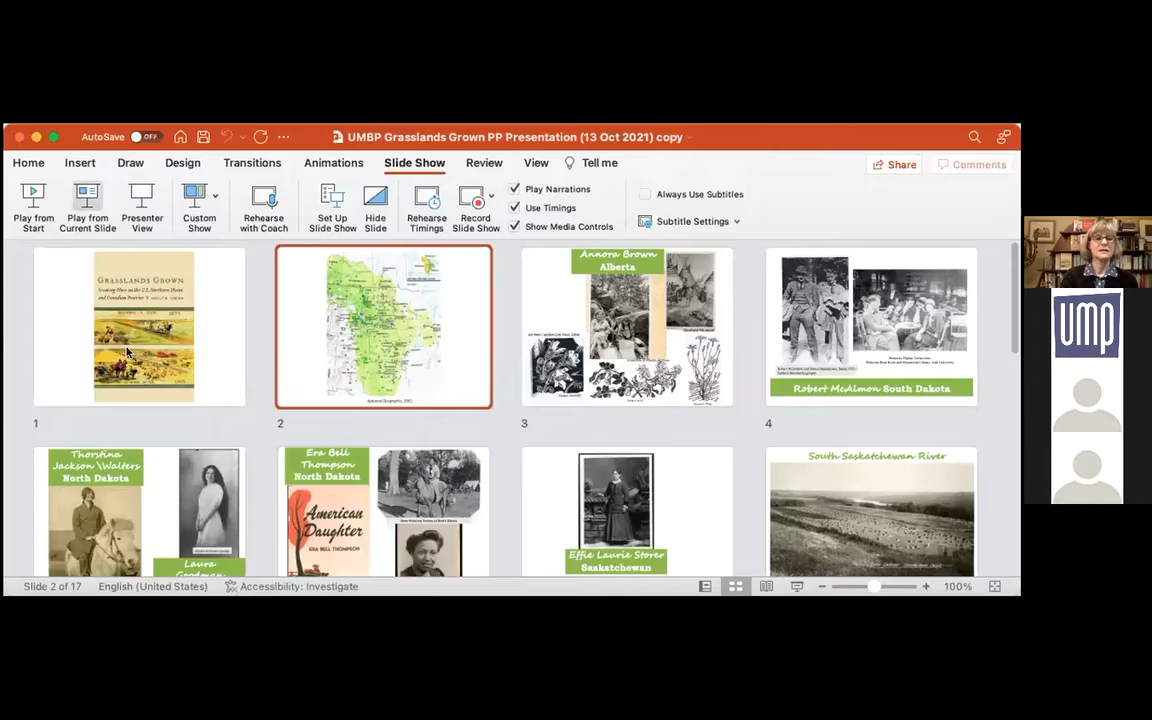 AutoSave OFF
UMBP Grasslands Grown PP Presentation (13 Oct 2021) copy
Home Insert Draw Design Transitions Animations Slide Show Review View Tell me
Share Comments
Play from
Start
Play from
Current Slide
Presenter
View
Custom
Show
Rehearse
with Coach
Set Up
Slide Show
Hide
Slide
Rehearse
Timings
Record
Slide Show
Play Narrations
Use Timings
Show Media Controls
Always Use Subtitles
Subtitle Settings
GRASSLANDS GROWN
Annora Brown
Alberta
Robert McAlmon South Dakota
1
2
3
4
Thorstina
Jackson \Walters
North Dakota
Laura
Goodman
Era Bell
Thompson
North Dakota
American
Daughter
ERA BELL THOMPSON
Effie Laurie Storer
Saskatchewan
South Saskatchewan River
Slide 2 of 17 English (United States) Accessibility: Investigate
100%
ump